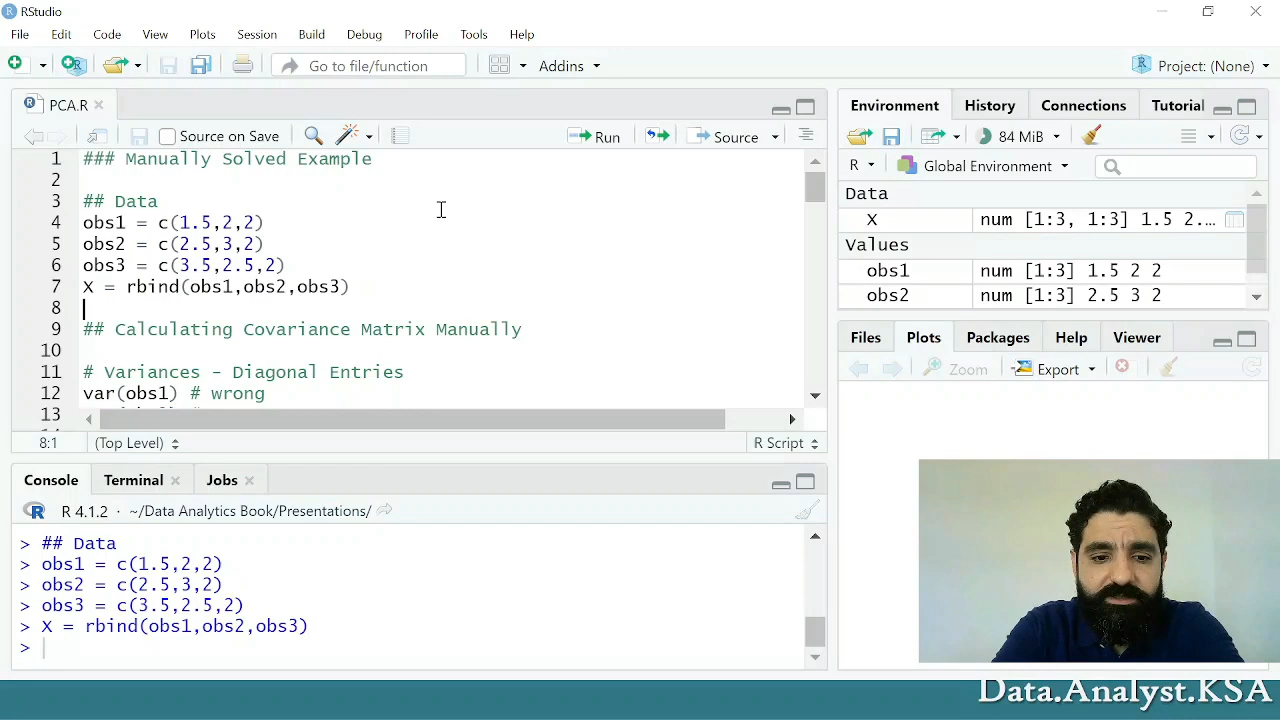 RStudio
File Edit Code View Plots Session Build Debug Profile Tools Help
Go to file/function Addins Project: (None)
PCA.R
Source on Save Run Source
1 ### Manually Solved Example
2
3 ## Data
4 obs1 = c(1.5,2,2)
5 obs2 = c(2.5,3,2)
6 obs3 = c(3.5,2.5,2)
7 X = rbind(obs1,obs2,obs3)
8
9 ## Calculating Covariance Matrix Manually
10
11 # Variances - Diagonal Entries
12 var(obs1) # wrong
13
8:1 (Top Level) R Script
Console Terminal Jobs
R 4.1.2 · ~/Data Analytics Book/Presentations/
> ## Data
> obs1 = c(1.5,2,2)
> obs2 = c(2.5,3,2)
> obs3 = c(3.5,2.5,2)
> X = rbind(obs1,obs2,obs3)
>
Environment History Connections Tutorial
84 MiB
R Global Environment
Data
X num [1:3, 1:3] 1.5 2.…
Values
obs1 num [1:3] 1.5 2 2
obs2 num [1:3] 2.5 3 2
Files Plots Packages Help Viewer
Zoom Export
Data.Analyst.KSA